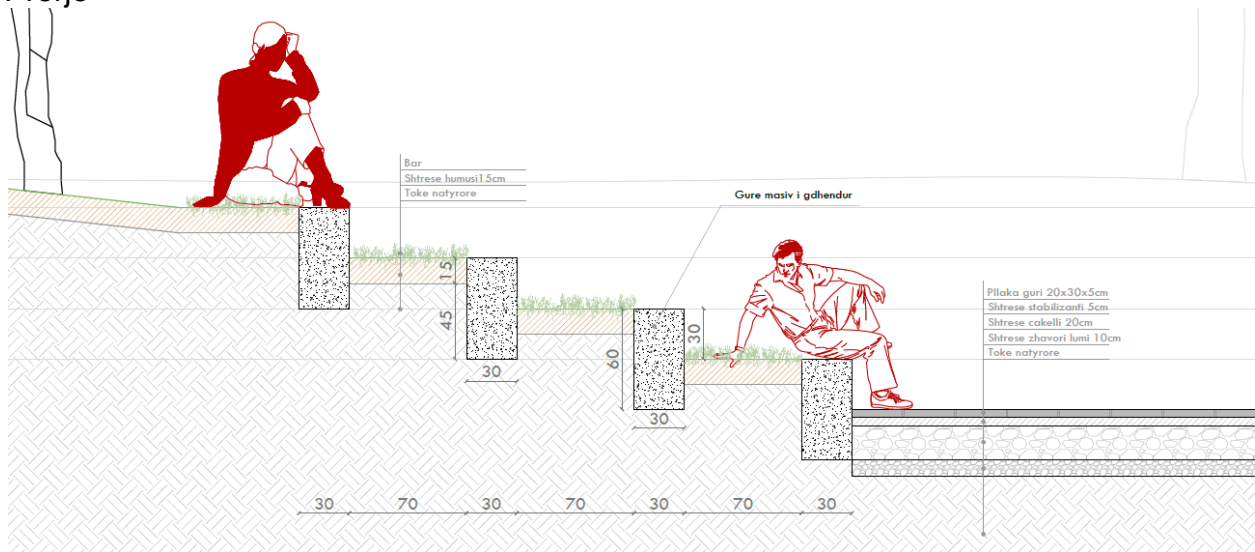 Bar
Shtrese humusi15cm
Toke natyrore
Gure masiv i gdhendur
Pllaka guri 20x30x5cm
Shtrese stabilizanti 5cm
Shtrese cakelli 20cm
Shtrese zhavori lumi 10cm
Toke natyrore
15
45
30
60
30
30
30
70
30
70
30
70
30